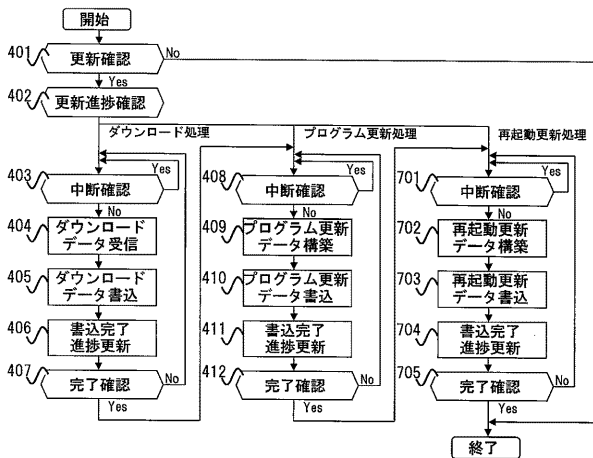 開始
401
更新確認
No
Yes
402
更新進捗確認
ダウンロード処理
プログラム更新処理
再起動更新処理
Yes
Yes
Yes
403
中断確認
408
中断確認
701
中断確認
No
No
No
404
ダウンロード
データ受信
409
プログラム更新
データ構築
702
再起動更新
データ構築
405
ダウンロード
データ書込
410
プログラム更新
データ書込
703
再起動更新
データ書込
406
書込完了
進捗更新
411
書込完了
進捗更新
704
書込完了
進捗更新
407
完了確認
No
412
完了確認
No
705
完了確認
No
Yes
Yes
Yes
終了